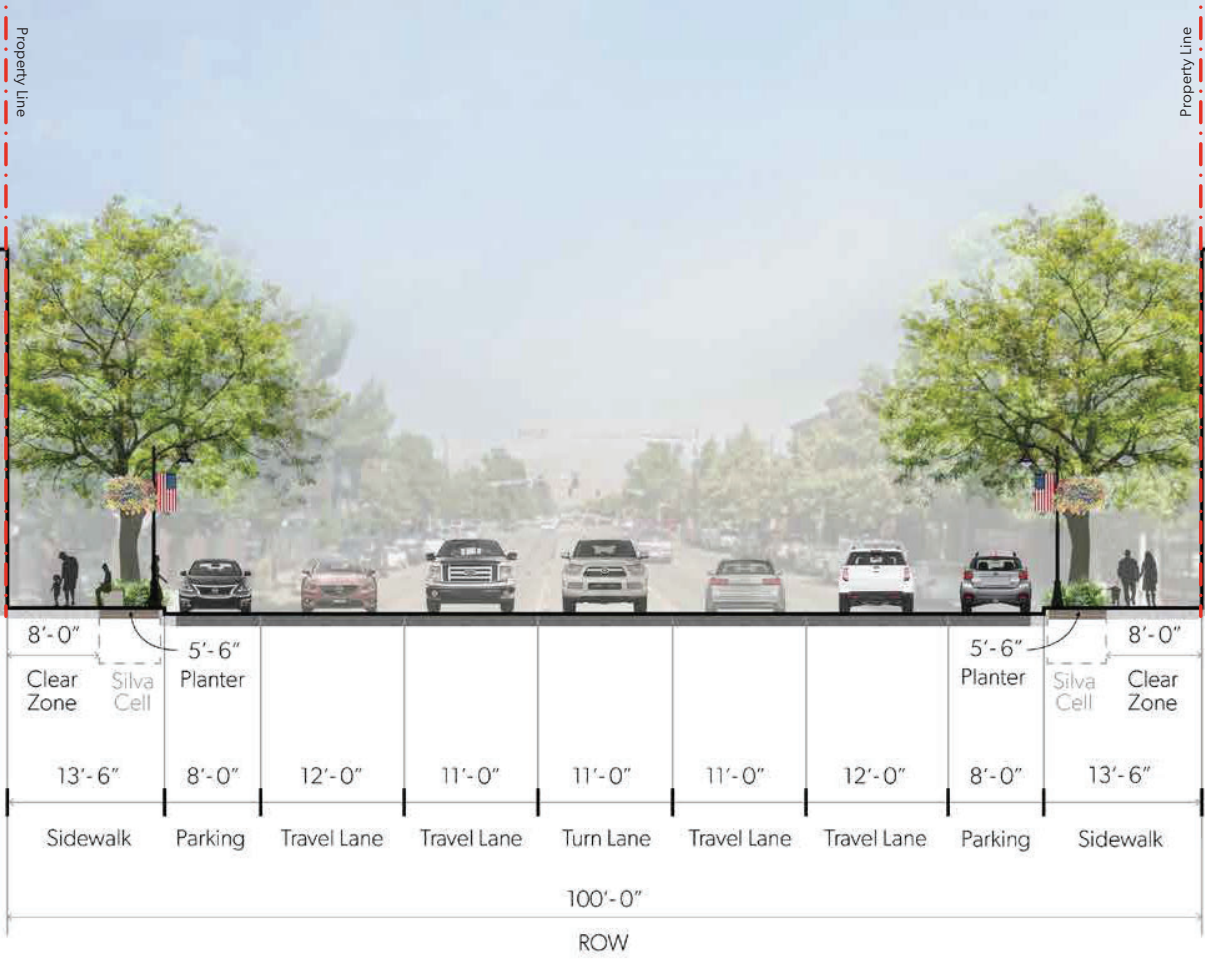 Property Line
Property Line
8'-0"
5'-6"
5'-6"
8'-0"
Clear
Zone
Silva
Cell
Planter
Planter
Silva
Cell
Clear
Zone
13'-6"
8'-0"
12'-0"
11'-0"
11'-0"
11'-0"
12'-0"
8'-0"
13'-6"
Sidewalk
Parking
Travel Lane
Travel Lane
Turn Lane
Travel Lane
Travel Lane
Parking
Sidewalk
100'-0"
ROW